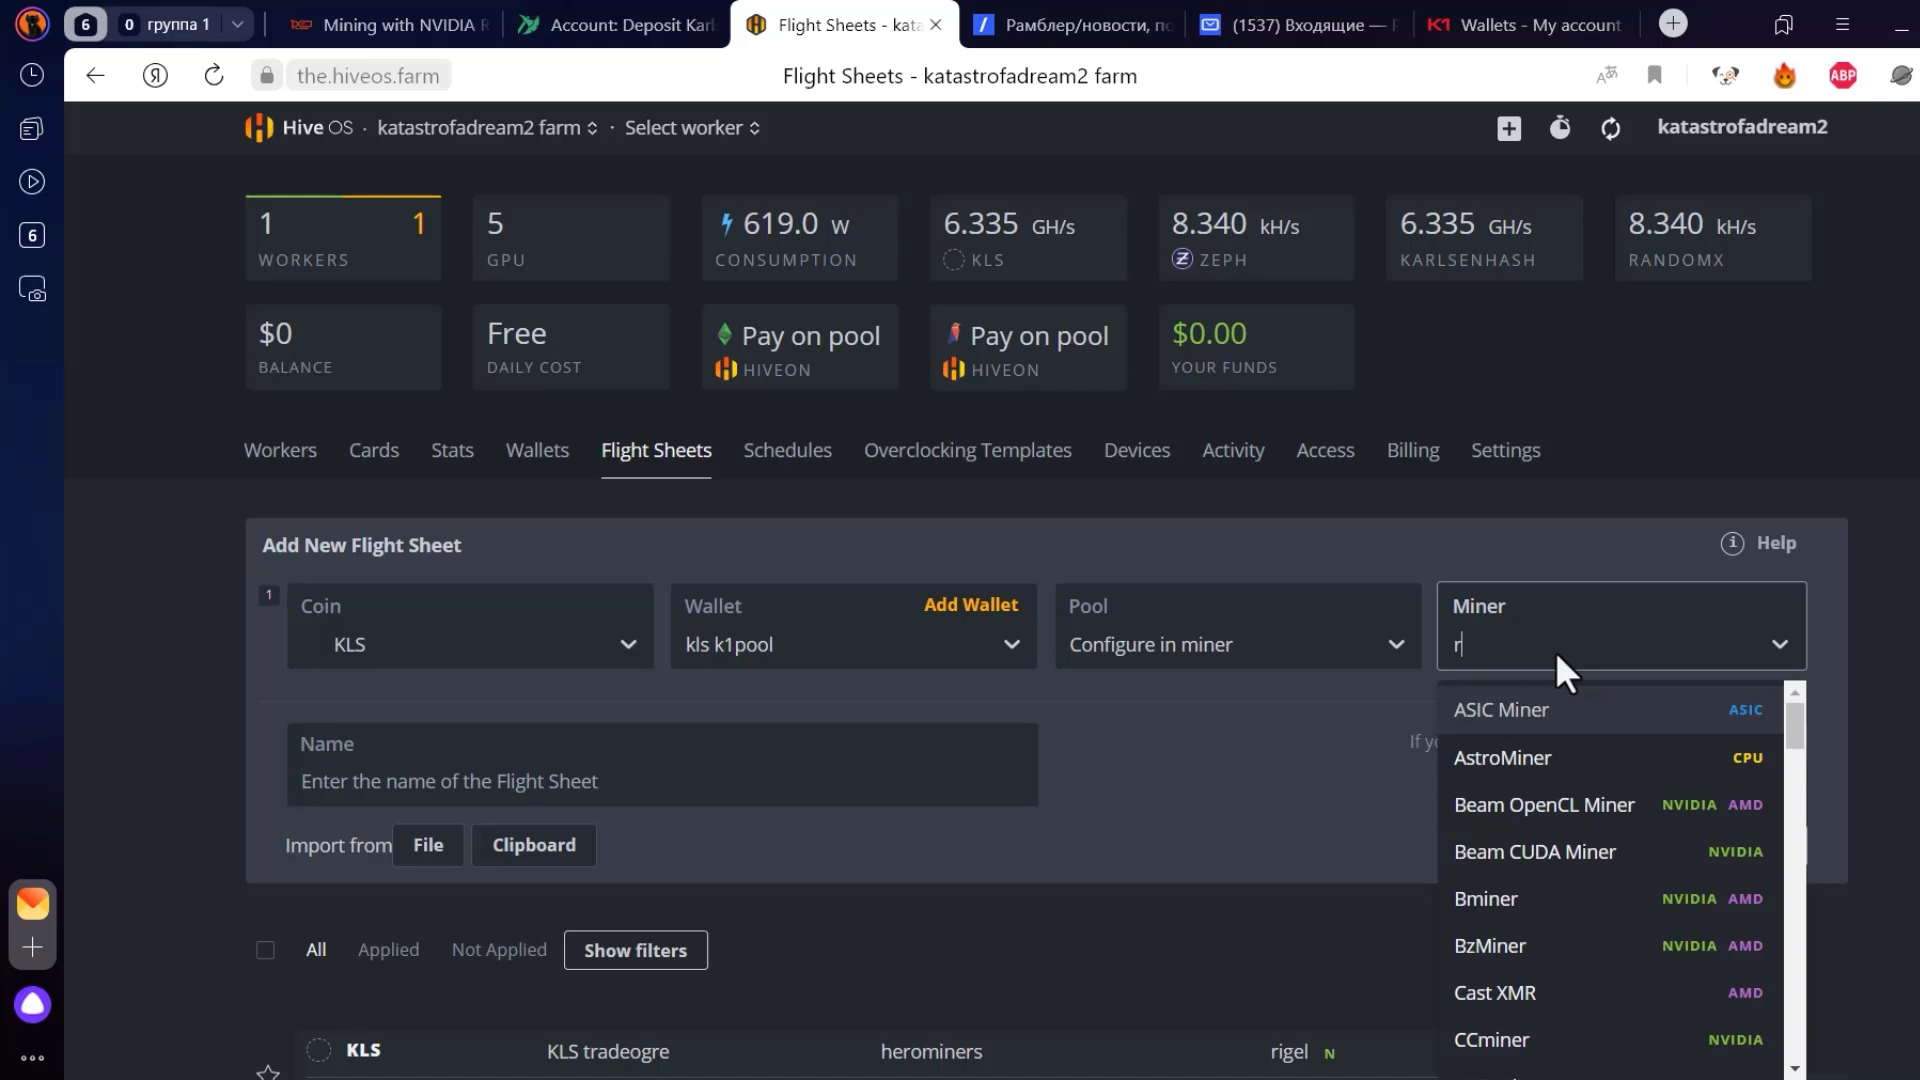 6
0 группа 1
Mining with NVIDIA R
Account: Deposit Karl
Flight Sheets - kata
Рамблер/новости, по
(1537) Входящие —
K1 Wallets - My account
Я
the.hiveos.farm
Flight Sheets - katastrofadream2 farm
ABP
Hive OS · katastrofadream2 farm · Select worker
katastrofadream2
6
1 1
WORKERS
5
GPU
619.0 W
CONSUMPTION
6.335 GH/s
KLS
8.340 kH/s
ZEPH
6.335 GH/s
KARLSENHASH
8.340 kH/s
RANDOMX
$0
BALANCE
Free
DAILY COST
Pay on pool
HIVEON
Pay on pool
HIVEON
$0.00
YOUR FUNDS
Workers Cards Stats Wallets Flight Sheets Schedules Overclocking Templates Devices Activity Access Billing Settings
Add New Flight Sheet
Help
1
Coin
KLS
Wallet Add Wallet
kls k1pool
Pool
Configure in miner
Miner
r
ASIC Miner ASIC
AstroMiner CPU
Beam OpenCL Miner NVIDIA AMD
Beam CUDA Miner NVIDIA
Bminer NVIDIA AMD
BzMiner NVIDIA AMD
Cast XMR AMD
CCminer NVIDIA
Name
Enter the name of the Flight Sheet
If yo
Import from File Clipboard
All Applied Not Applied Show filters
KLS KLS tradeogre herominers rigel N